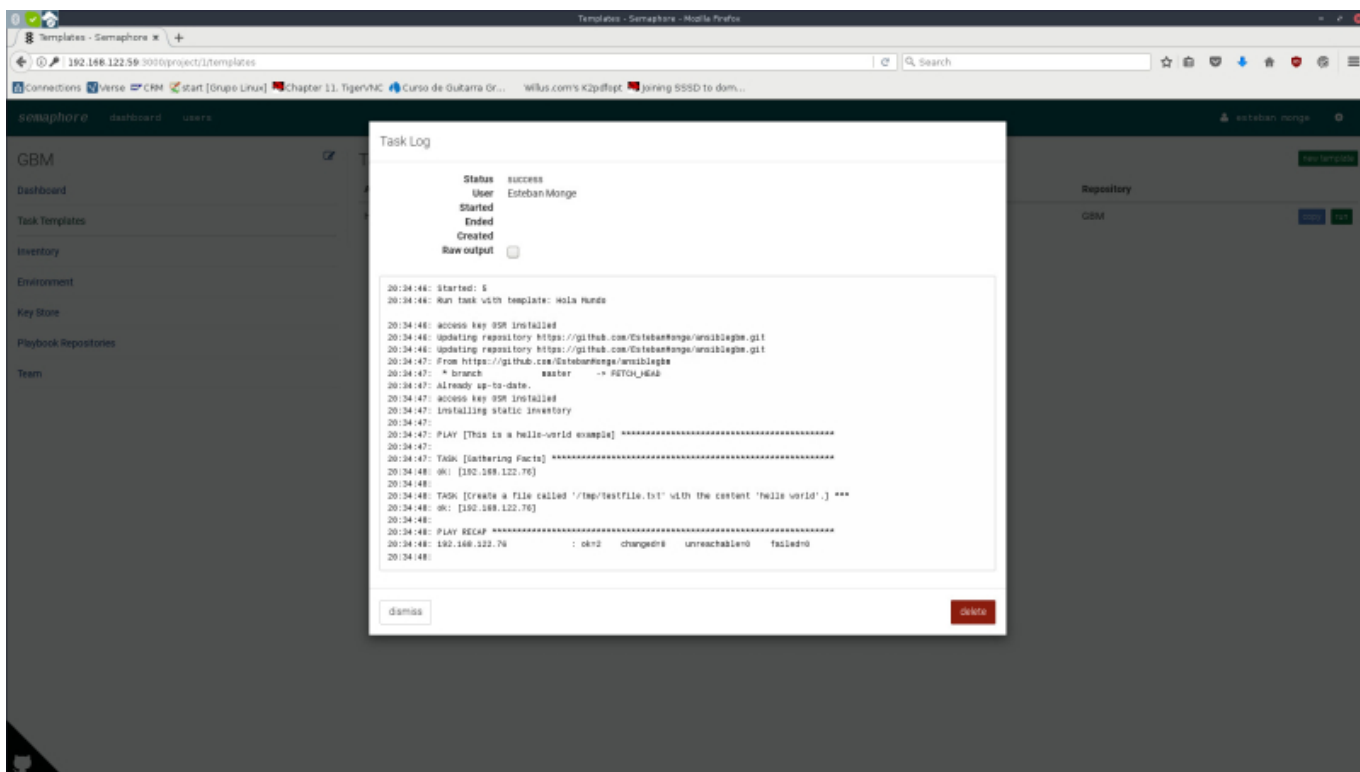 Templates - Semaphore - Mozilla Firefox
Templates - Semaphore
192.168.122.59:3000/project/1/templates
Search
Connections Verse CRM start [Grupo Linux] Chapter 11. TigerVNC Curso de Guitarra Gr... Willus.com's K2pdfopt Joining SSSD to dom...
semaphore dashboard users esteban monge
Task Log
GBM
new template
Dashboard
Task Templates
Inventory
Environment
Key Store
Playbook Repositories
Team
Repository
GBM
copy run
Status success
User Esteban Monge
Started
Ended
Created
Raw output
20:34:46: Started: 5
20:34:46: Run task with template: Hola Mundo
20:34:46: access key OSR installed
20:34:46: Updating repository https://github.com/EstebanMonge/ansiblegbm.git
20:34:46: Updating repository https://github.com/EstebanMonge/ansiblegbm.git
20:34:47: From https://github.com/EstebanMonge/ansiblegbm
20:34:47: * branch master -> FETCH_HEAD
20:34:47: Already up-to-date.
20:34:47: access key OSR installed
20:34:47: installing static inventory
20:34:47:
20:34:47: PLAY [This is a hello-world example] ******************************************
20:34:47:
20:34:47: TASK [Gathering Facts] ********************************************************
20:34:48: ok: [192.168.122.76]
20:34:48:
20:34:48: TASK [Create a file called '/tmp/testfile.txt' with the content 'hello world'.] ***
20:34:48: ok: [192.168.122.76]
20:34:48:
20:34:48: PLAY RECAP ********************************************************************
20:34:48: 192.168.122.76 : ok=2 changed=0 unreachable=0 failed=0
20:34:48:
dismiss
delete